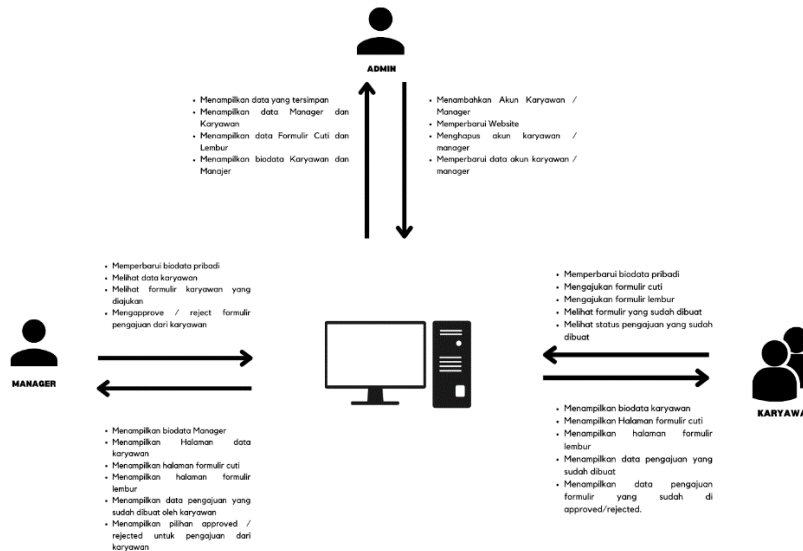 ADMIN
• Menampilkan data yang tersimpan
• Menampilkan data Manager dan
Karyawan
• Menampilkan data Formulir Cuti dan
Lembur
• Menampilkan biodata Karyawan dan
Manajer
• Menambahkan Akun Karyawan /
Manager
• Memperbarui Website
• Menghapus akun karyawan /
manager
• Memperbarui data akun karyawan /
manager
• Memperbarui biodata pribadi
• Melihat data karyawan
• Melihat formulir karyawan yang
diajukan
• Mengapprove / reject formulir
pengajuan dari karyawan
MANAGER
• Menampilkan biodata Manager
• Menampilkan Halaman data
karyawan
• Menampilkan halaman formulir cuti
• Menampilkan halaman formulir
lembur
• Menampilkan data pengajuan yang
sudah dibuat oleh karyawan
• Menampilkan pilihan approved /
rejected untuk pengajuan dari
karyawan
• Memperbarui biodata pribadi
• Mengajukan formulir cuti
• Mengajukan formulir lembur
• Melihat formulir yang sudah dibuat
• Melihat status pengajuan yang sudah
dibuat
KARYAWA
• Menampilkan biodata karyawan
• Menampilkan Halaman formulir cuti
• Menampilkan halaman formulir
lembur
• Menampilkan data pengajuan yang
sudah dibuat
• Menampilkan data pengajuan
formulir yang sudah di
approved/rejected.